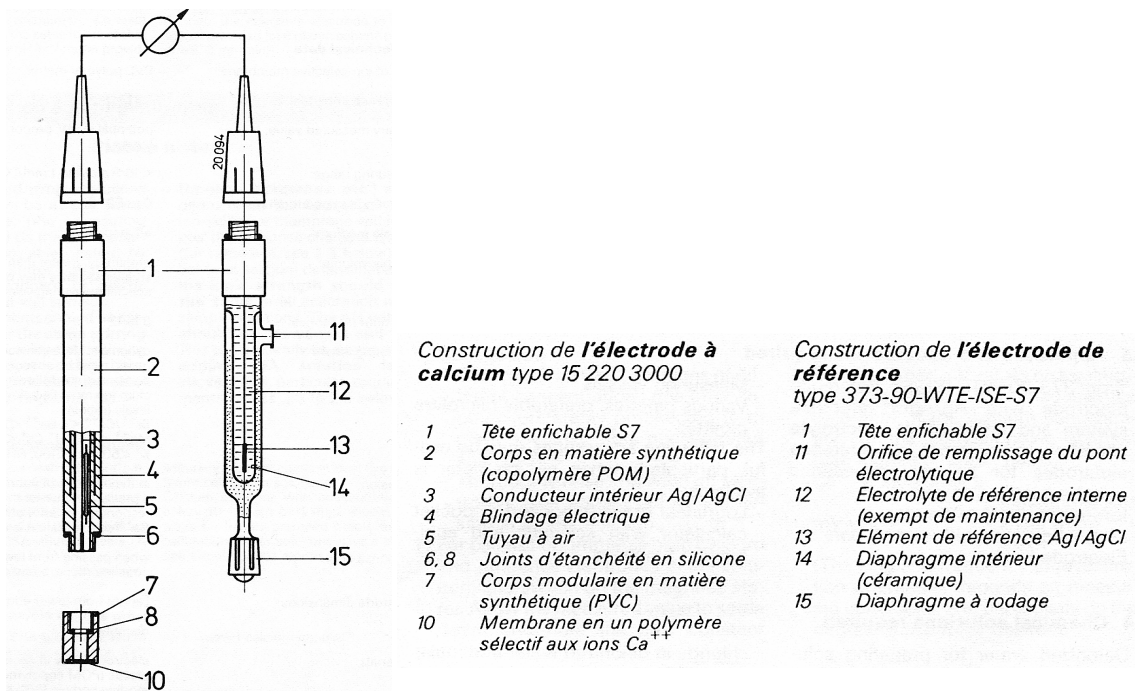 20 094
1
2
3
4
5
6
7
8
10
11
12
13
14
15
Construction de l'électrode à
calcium type 15 220 3000
1 Tête enfichable S7
2 Corps en matière synthétique
(copolymère POM)
3 Conducteur intérieur Ag/AgCl
4 Blindage électrique
5 Tuyau à air
6, 8 Joints d'étanchéité en silicone
7 Corps modulaire en matière
synthétique (PVC)
10 Membrane en un polymère
sélectif aux ions Ca++
Construction de l'électrode de
référence
type 373-90-WTE-ISE-S7
1 Tête enfichable S7
11 Orifice de remplissage du pont
électrolytique
12 Electrolyte de référence interne
(exempt de maintenance)
13 Elément de référence Ag/AgCl
14 Diaphragme intérieur
(céramique)
15 Diaphragme à rodage